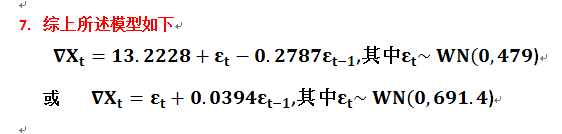 7. 综上所述模型如下
∇Xₜ = 13.2228 + εₜ − 0.2787εₜ₋₁,其中εₜ~ WN(0,479)
或 ∇Xₜ = εₜ + 0.0394εₜ₋₁,其中εₜ~ WN(0,691.4)